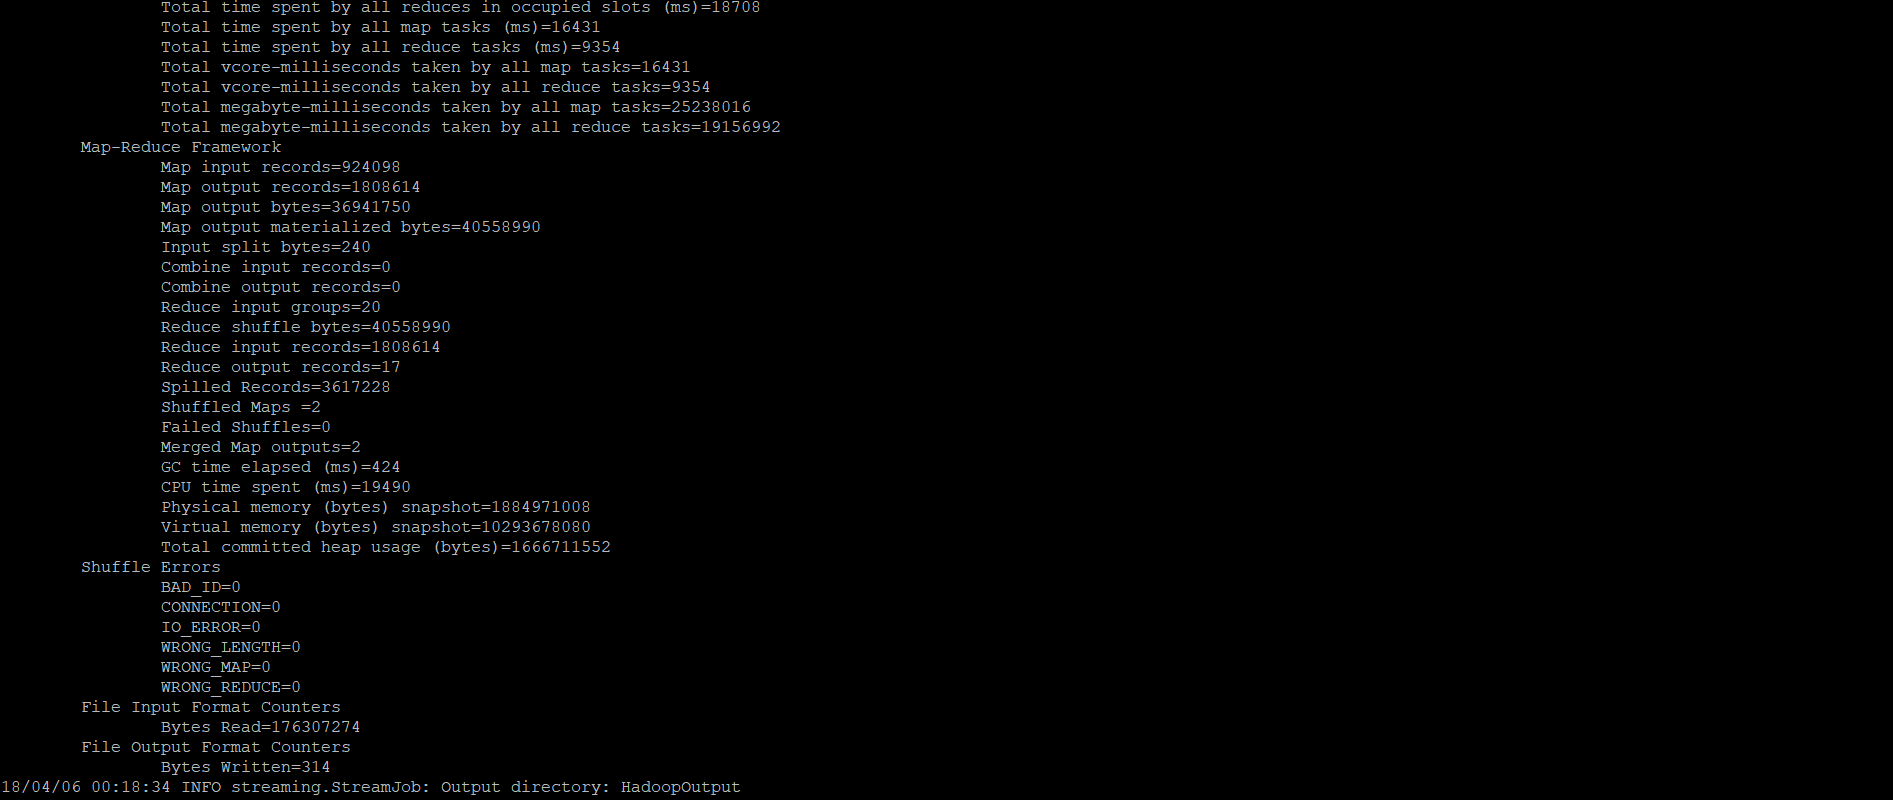 Total time spent by all reduces in occupied slots (ms)=18708
Total time spent by all map tasks (ms)=16431
Total time spent by all reduce tasks (ms)=9354
Total vcore-milliseconds taken by all map tasks=16431
Total vcore-milliseconds taken by all reduce tasks=9354
Total megabyte-milliseconds taken by all map tasks=25238016
Total megabyte-milliseconds taken by all reduce tasks=19156992
Map-Reduce Framework
Map input records=924098
Map output records=1808614
Map output bytes=36941750
Map output materialized bytes=40558990
Input split bytes=240
Combine input records=0
Combine output records=0
Reduce input groups=20
Reduce shuffle bytes=40558990
Reduce input records=1808614
Reduce output records=17
Spilled Records=3617228
Shuffled Maps =2
Failed Shuffles=0
Merged Map outputs=2
GC time elapsed (ms)=424
CPU time spent (ms)=19490
Physical memory (bytes) snapshot=1884971008
Virtual memory (bytes) snapshot=10293678080
Total committed heap usage (bytes)=1666711552
Shuffle Errors
BAD_ID=0
CONNECTION=0
IO_ERROR=0
WRONG_LENGTH=0
WRONG_MAP=0
WRONG_REDUCE=0
File Input Format Counters
Bytes Read=176307274
File Output Format Counters
Bytes Written=314
18/04/06 00:18:34 INFO streaming.StreamJob: Output directory: HadoopOutput